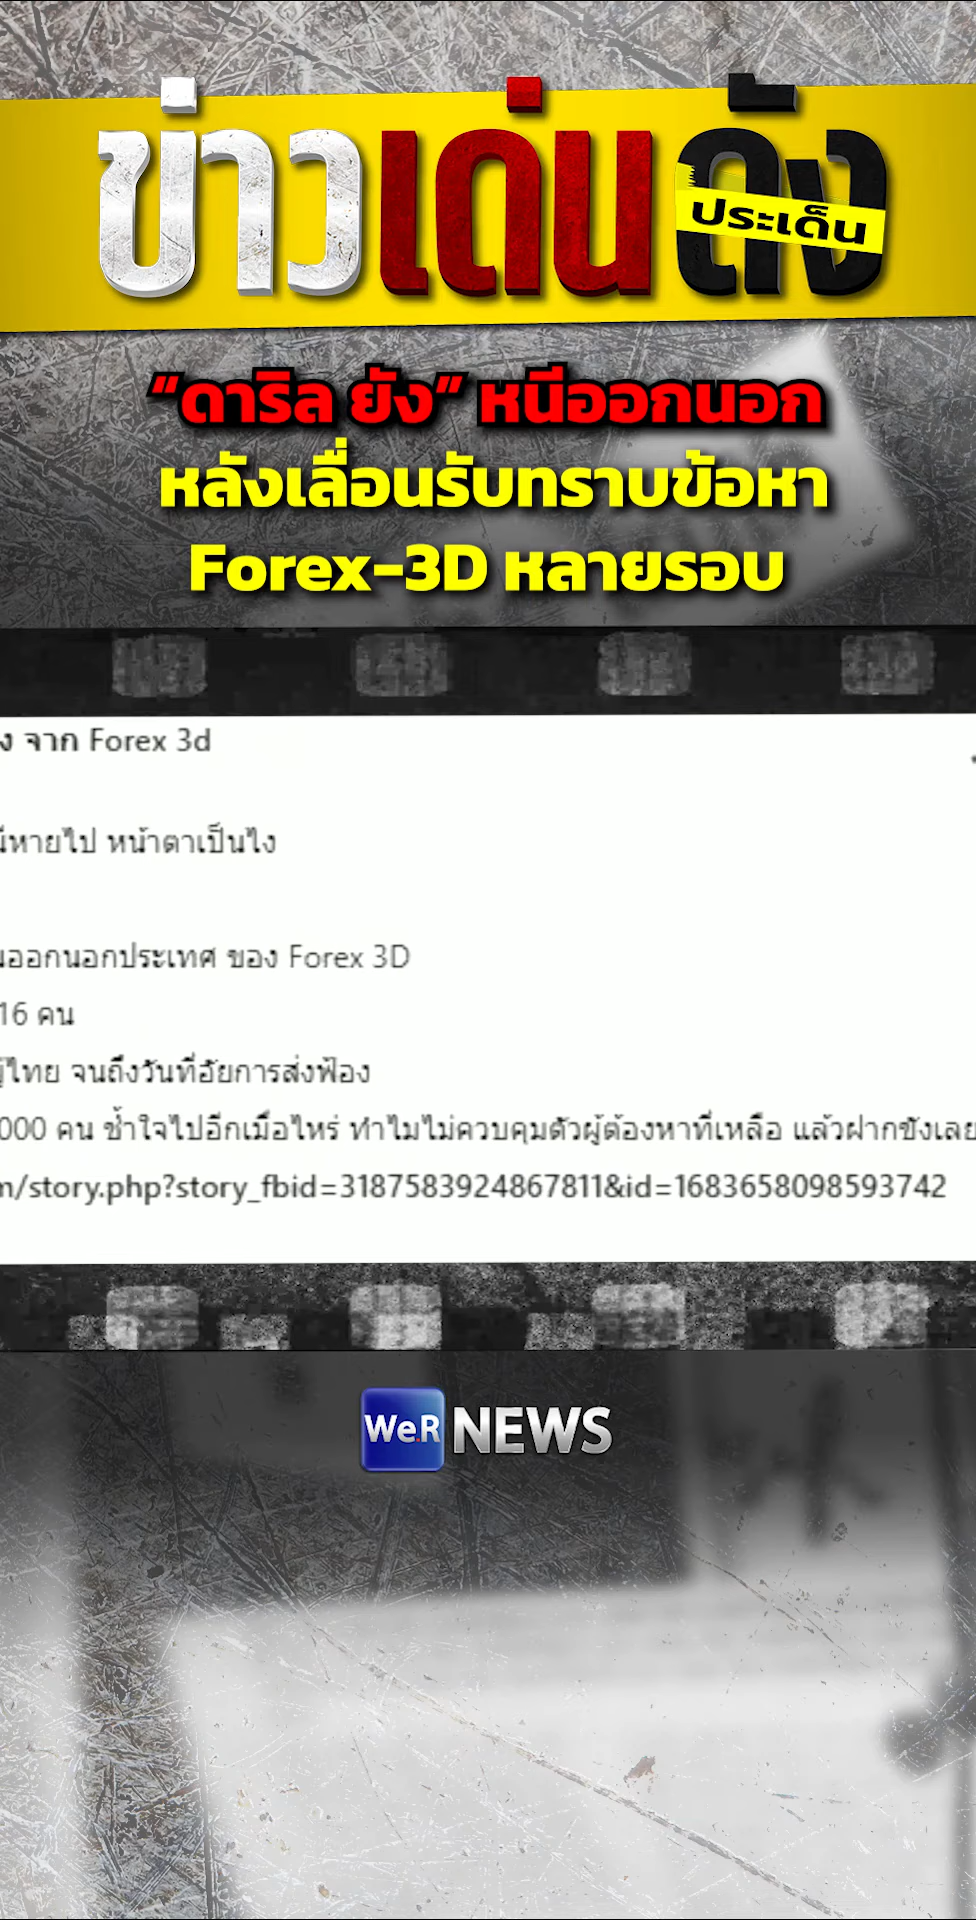 ข่าวเด่น
ประเด็นดัง
“ดาริล ยัง” หนีออกนอก
หลังเลื่อนรับทราบข้อหา
Forex-3D หลายรอบ
จาก Forex 3d
หายไป หน้าตาเป็นไง
ออกนอกประเทศ ของ Forex 3D
16 คน
ไทย จนถึงวันที่อัยการส่งฟ้อง
000 คน ช้ำใจไปอีกเมื่อไหร่ ทำไมไม่ควบคุมตัวผู้ต้องหาที่เหลือ แล้วฝากขังเลย
m/story.php?story_fbid=3187583924867811&id=1683658098593742
WeR NEWS